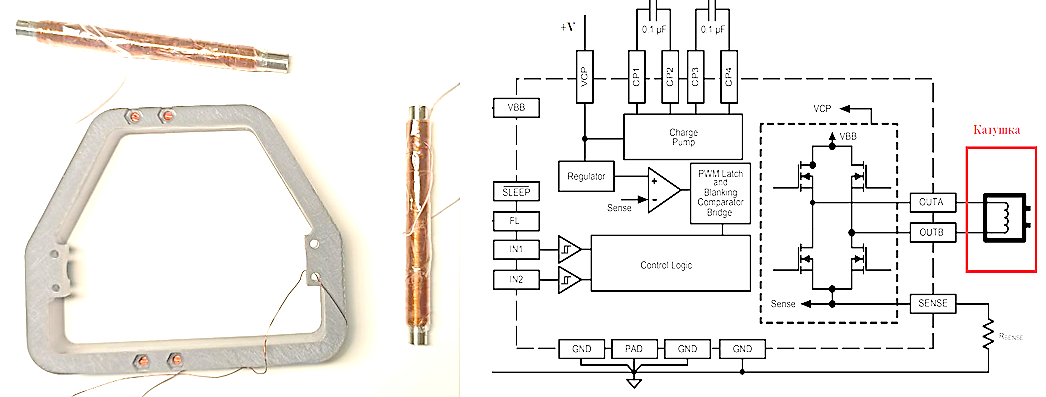 +V
0.1 µF
0.1 µF
VCP
CP1
CP2
CP3
CP4
VBB
Charge
Pump
VCP
VBB
Regulator
PWM Latch
and
Blanking
Comparator
Bridge
+
-
Sense
SLEEP
FL
IN1
IN2
Control Logic
Катушка
OUTA
OUTB
Sense
SENSE
RSENSE
GND
PAD
GND
GND